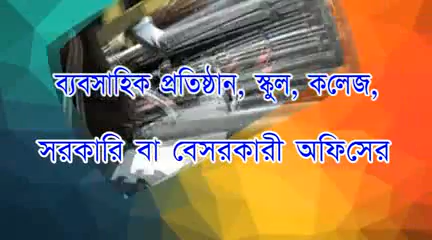 ব্যবসাহিক প্রতিষ্ঠান, স্কুল, কলেজ,
সরকারি বা বেসরকারী অফিসের